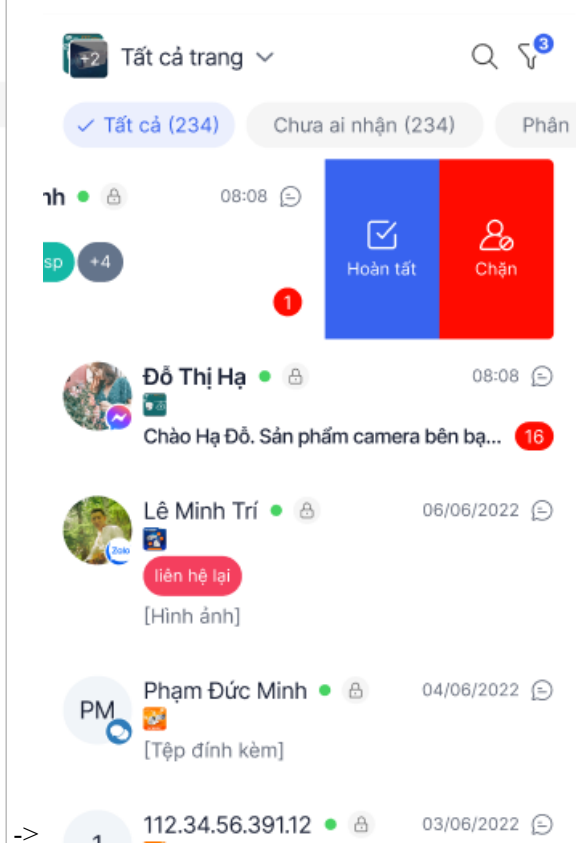 +2 Tất cả trang 3
Tất cả (234) Chưa ai nhận (234) Phân
nh 08:08
sp +4
Hoàn tất Chặn
1
Đỗ Thị Hạ 08:08
Chào Hạ Đỗ. Sản phẩm camera bên bạ... 16
Lê Minh Trí 06/06/2022
Zalo
liên hệ lại
[Hình ảnh]
Phạm Đức Minh 04/06/2022
PM
[Tệp đính kèm]
112.34.56.391.12 03/06/2022
1
->